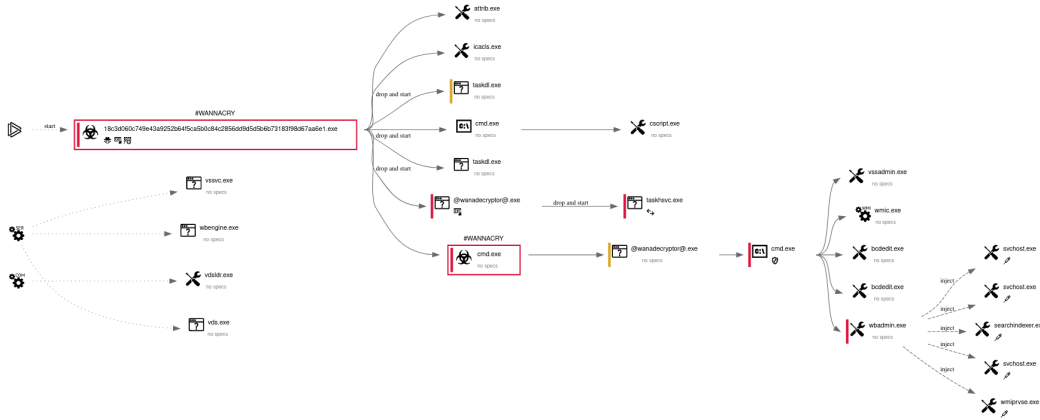 attrib.exe
no specs
icacls.exe
no specs
taskdl.exe
no specs
drop and start
#WANNACRY
start
18c3d060c749e43a9252b64f5ca5b0c84c2856dd9d5d5b6b73183f98d67aa6e1.exe
cmd.exe
no specs
cscript.exe
no specs
drop and start
taskdl.exe
no specs
drop and start
vssvc.exe
no specs
@wanadecryptor@.exe
drop and start
taskhsvc.exe
vssadmin.exe
no specs
wmic.exe
no specs
wbengine.exe
no specs
#WANNACRY
cmd.exe
no specs
@wanadecryptor@.exe
no specs
cmd.exe
bcdedit.exe
no specs
svchost.exe
COM
vdsldr.exe
no specs
inject
bcdedit.exe
no specs
svchost.exe
inject
vds.exe
no specs
wbadmin.exe
no specs
inject
searchindexer.ex
inject
svchost.exe
inject
wmiprvse.exe